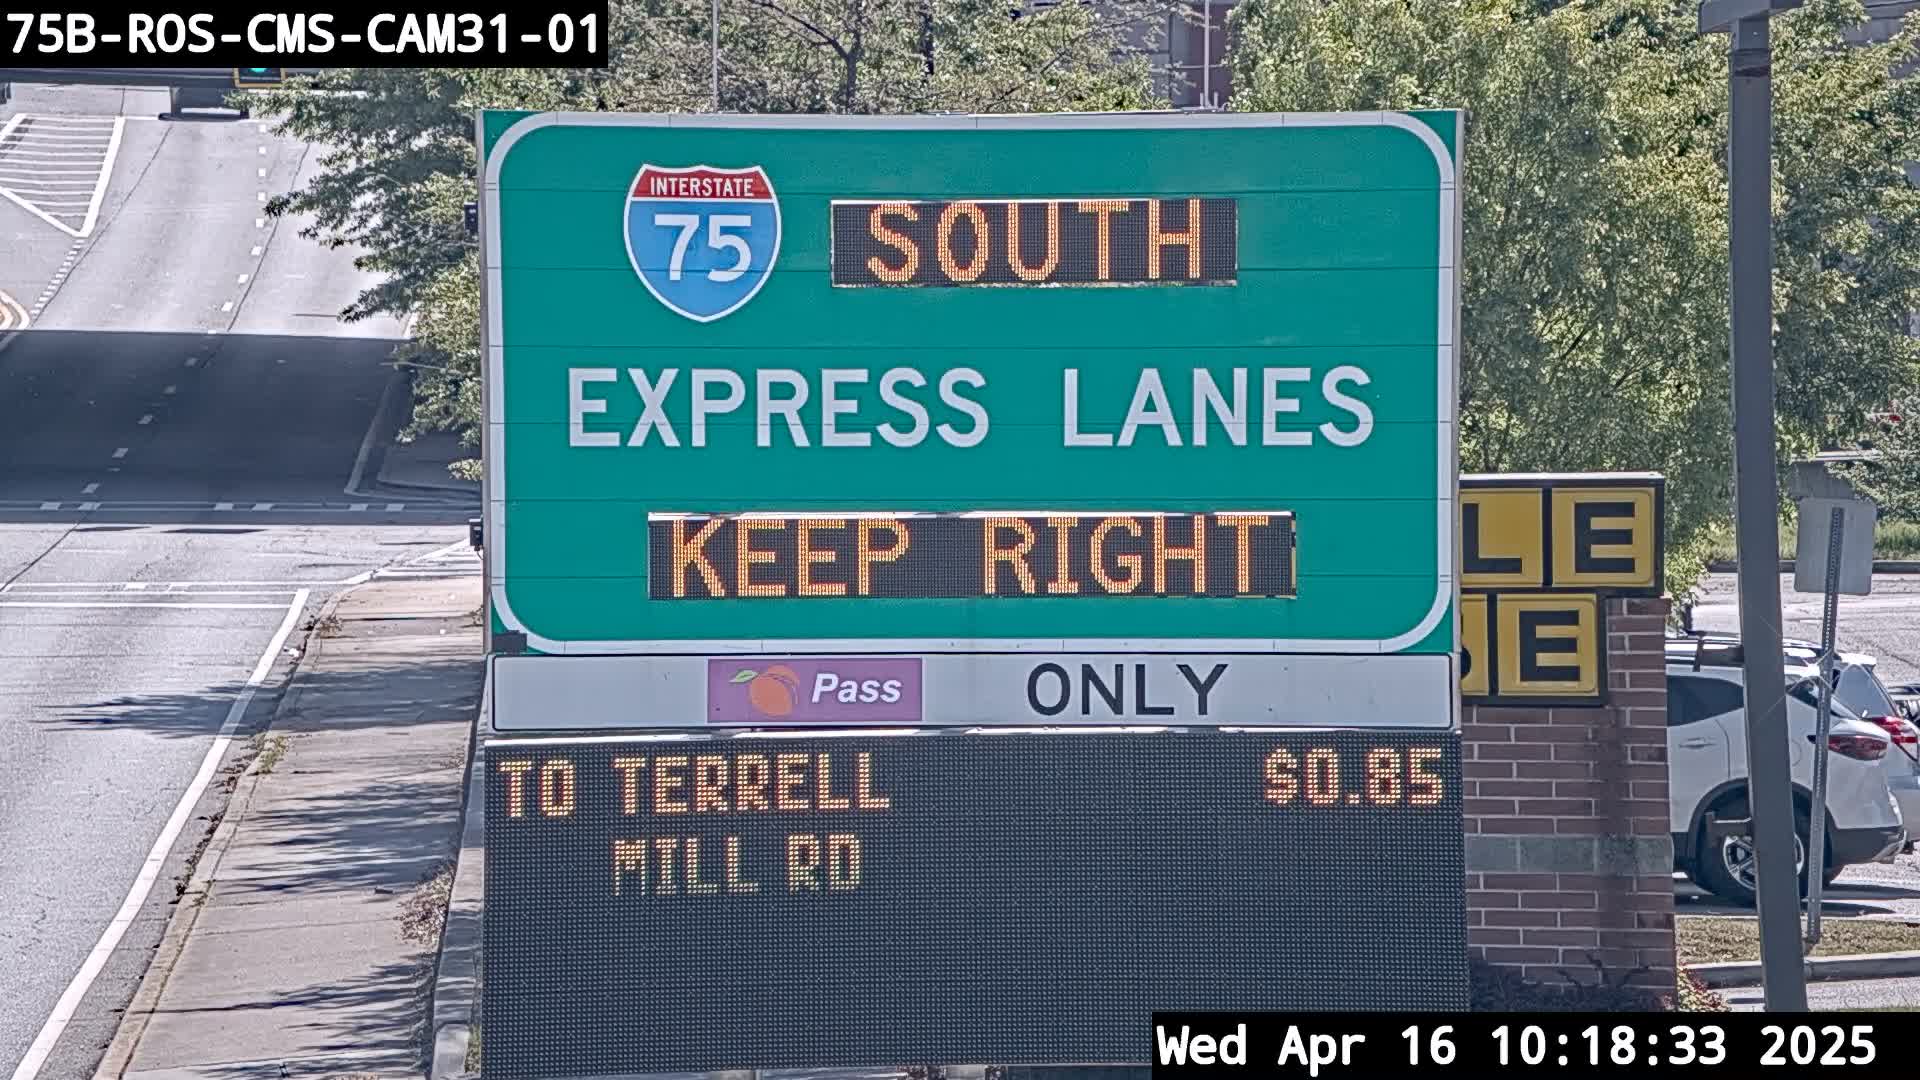 75B-ROS-CMS-CAM31-01
INTERSTATE
75
SOUTH
EXPRESS LANES
KEEP RIGHT
LE
E
Pass ONLY
TO TERRELL $0.85
MILL RD
Wed Apr 16 10:18:33 2025